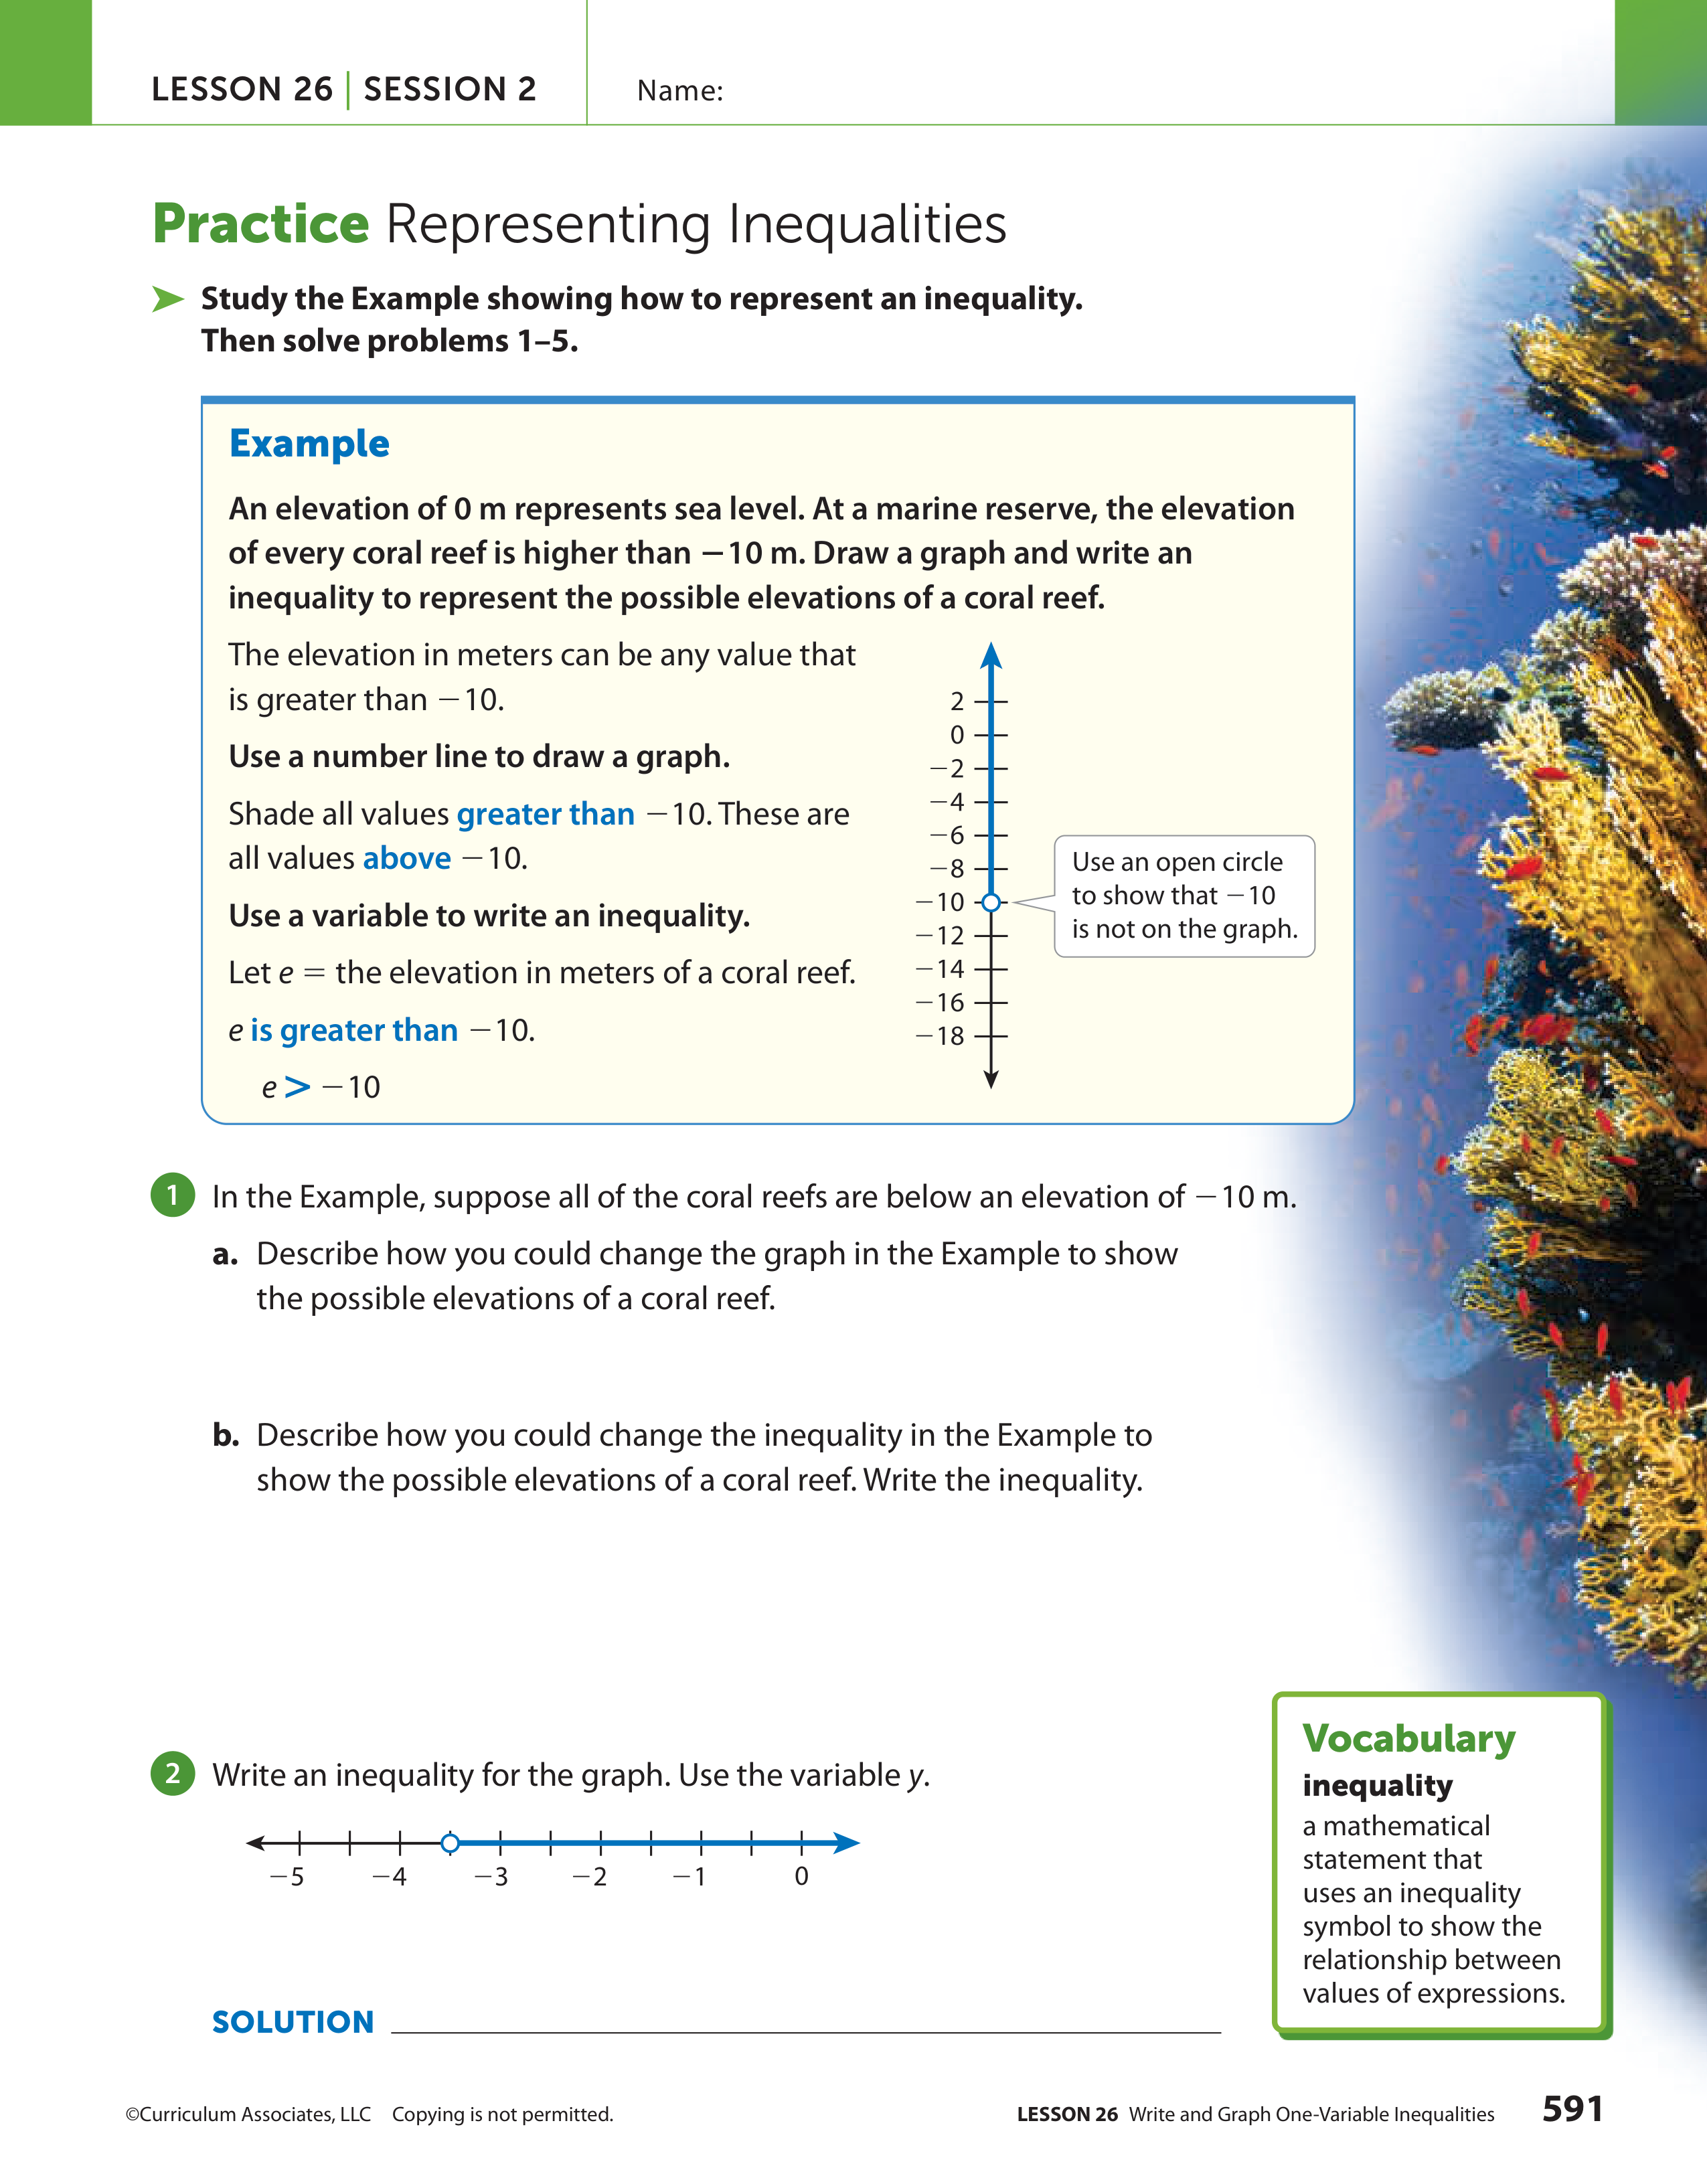 LESSON 26 | SESSION 2
Name:
Practice Representing Inequalities
Study the Example showing how to represent an inequality.
Then solve problems 1–5.
Example
An elevation of 0 m represents sea level. At a marine reserve, the elevation
of every coral reef is higher than −10 m. Draw a graph and write an
inequality to represent the possible elevations of a coral reef.
The elevation in meters can be any value that
is greater than −10.
Use a number line to draw a graph.
Shade all values greater than −10. These are
all values above −10.
Use a variable to write an inequality.
Let e = the elevation in meters of a coral reef.
e is greater than −10.
e > −10
2
0
−2
−4
−6
−8
−10
−12
−14
−16
−18
Use an open circle
to show that −10
is not on the graph.
1 In the Example, suppose all of the coral reefs are below an elevation of −10 m.
a. Describe how you could change the graph in the Example to show
the possible elevations of a coral reef.
b. Describe how you could change the inequality in the Example to
show the possible elevations of a coral reef. Write the inequality.
2 Write an inequality for the graph. Use the variable y.
−5 −4 −3 −2 −1 0
SOLUTION
Vocabulary
inequality
a mathematical
statement that
uses an inequality
symbol to show the
relationship between
values of expressions.
©Curriculum Associates, LLC Copying is not permitted.
LESSON 26 Write and Graph One-Variable Inequalities 591